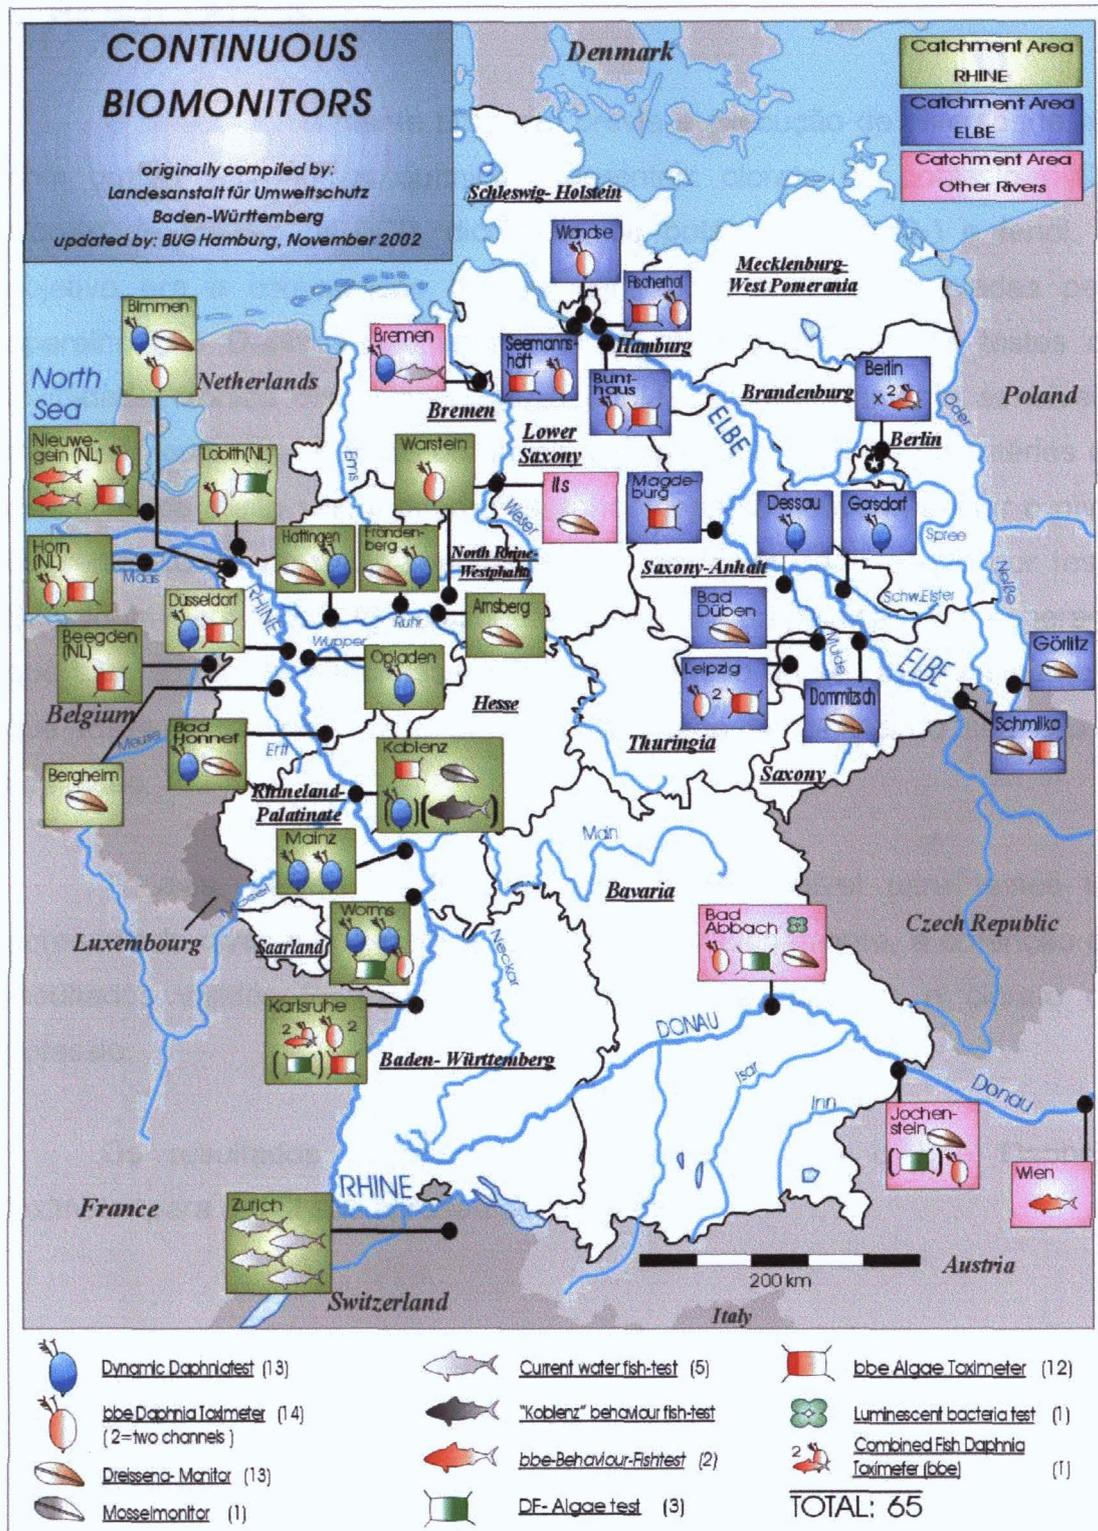 CONTINUOUS
BIOMONITORS
originally compiled by:
Landesanstalt für Umweltschutz
Baden-Württemberg
updated by: BUG Hamburg, November 2002
Catchment Area
RHINE
Catchment Area
ELBE
Catchment Area
Other Rivers
Denmark
Schleswig- Holstein
Wandse
Mecklenburg-
West Pomerania
Fischerhof
Bimmen
Bremen
Seemanns-
höft
Hamburg
North
Sea
Netherlands
Bunt-
haus
Brandenburg
Berlin
x 2
Poland
Oder
Bremen
ELBE
Berlin
Nieuwe-
gein (NL)
Lobith(NL)
Ems
Warstein
Lower
Saxony
Ils
Magde-
burg
Dessau
Gorsdorf
Weser
Spree
Horn
(NL)
Maas
Hattingen
Fronden-
berg
North Rhine-
Westphalia
Saxony-Anhalt
Neiße
RHINE
Düsseldorf
Ruhr
Arnsberg
Bad
Düben
Schw.Elster
Beegden
(NL)
Wupper
Opladen
Mulde
ELBE
Görlitz
Leipzig
2
Dommitzsch
Belgium
Meuse
Bad
Honnef
Erft
Hesse
Thuringia
Saxony
Schmilka
Bergheim
Koblenz
( ) ( )
Rhineland-
Palatinate
Main
Mainz
Bavaria
Mosel
Luxembourg
Worms
Saarland
Neckar
Bad
Abbach
Czech Republic
Karlsruhe
2 2
( )
Baden- Württemberg
DONAU
Isar
Inn
Donau
Jochen-
stein
( )
Wien
RHINE
France
Zurich
Switzerland
200 km
Austria
Italy
Dynamic Daphniatest (13)
bbe Daphnia Toximeter (14)
( 2=two channels )
Dreissena- Monitor (13)
Mosselmonitor (1)
Current water fish-test (5)
"Koblenz" behaviour fish-test
bbe-Behaviour-Fishtest (2)
DF- Algae test (3)
bbe Algae Toximeter (12)
Luminescent bacteria test (1)
2
Combined Fish Daphnia
Toximeter (bbe) (1)
TOTAL: 65